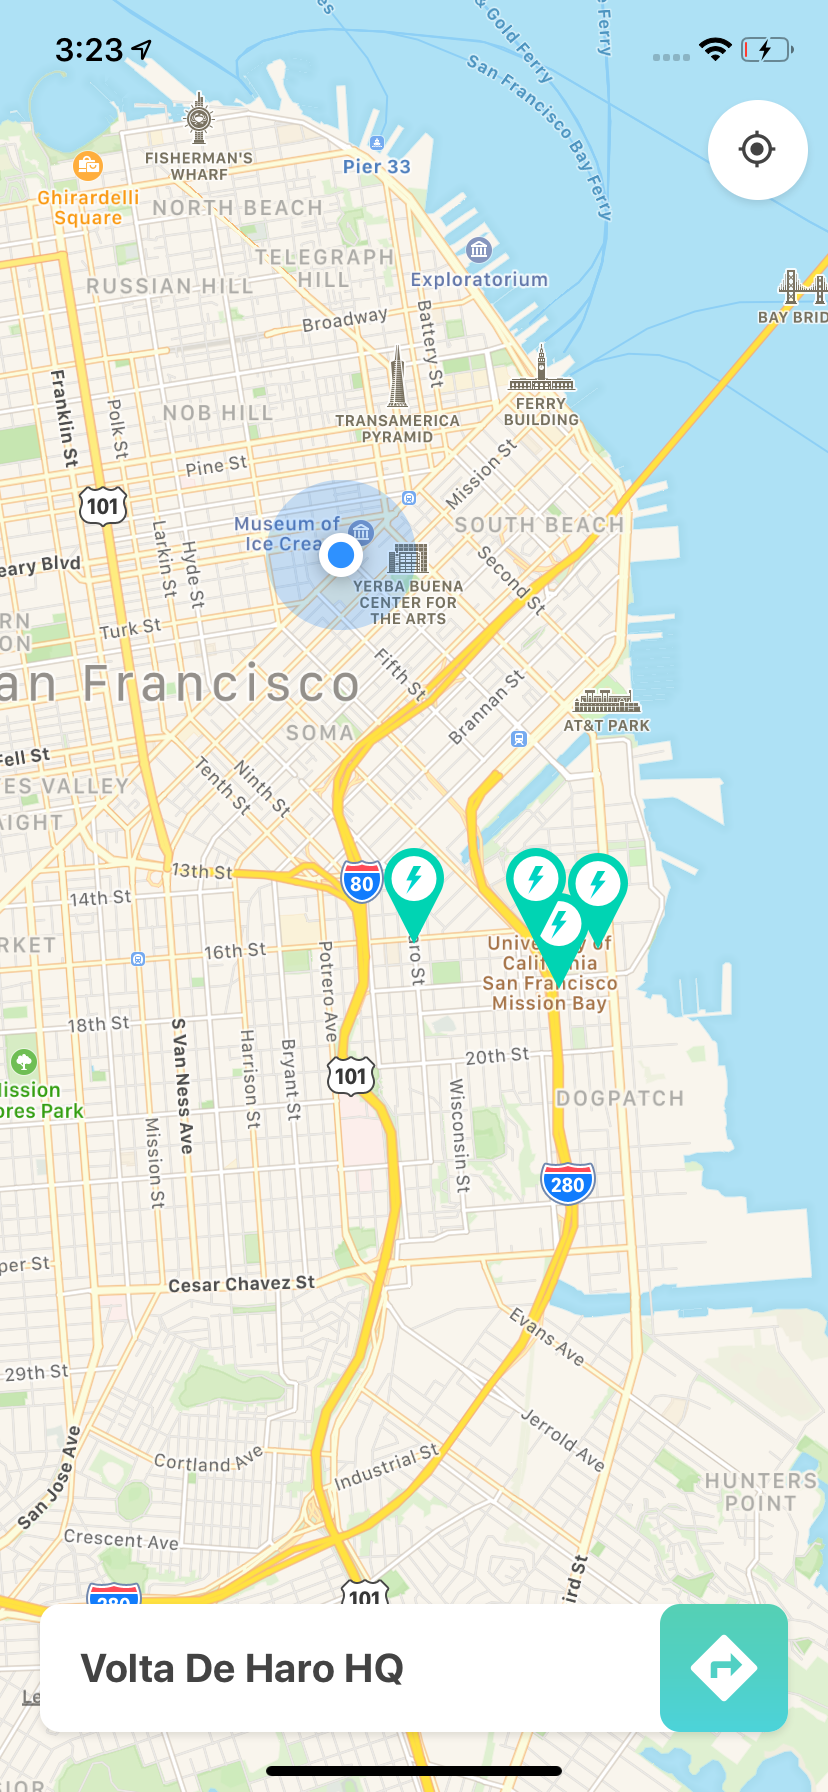 3:23
& Gold Ferry
Ferry
San Francisco Bay Ferry
FISHERMAN'S
WHARF
Pier 33
Ghirardelli
Square
NORTH BEACH
TELEGRAPH
HILL
Exploratorium
RUSSIAN HILL
BAY BRID
Broadway
Battery St
Franklin St
Polk St
NOB HILL
TRANSAMERICA
PYRAMID
FERRY
BUILDING
Pine St
Mission St
101
Museum of
Ice Crea
SOUTH BEACH
Larkin St
Hyde St
eary Blvd
Second St
YERBA BUENA
CENTER FOR
THE ARTS
RN
ON
Turk St
an Francisco
Fifth St
Brannan St
AT&T PARK
SOMA
Fell St
Tenth St
Ninth St
ES VALLEY
AIGHT
13th St
80
14th St
RKET
16th St
Potrero Ave
aro St
University of
California
San Francisco
Mission Bay
18th St
S Van Ness Ave
Harrison St
Bryant St
20th St
101
Mission
ores Park
Wisconsin St
DOGPATCH
Mission St
280
per St
Cesar Chavez St
Evans Ave
29th St
San Jose Ave
Cortland Ave
Industrial St
Jerrold Ave
HUNTERS
POINT
Crescent Ave
ird St
280
101
Volta De Haro HQ
Le
SIOR